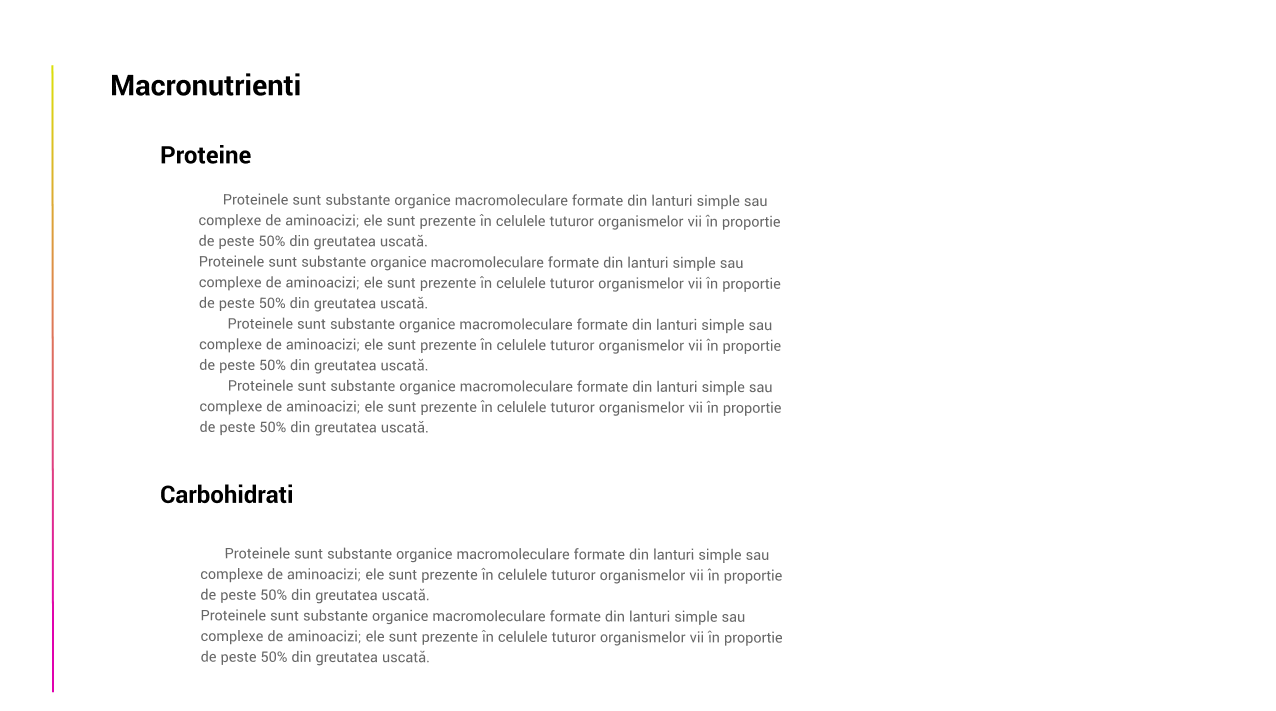 Macronutrienti
Proteine
Proteinele sunt substante organice macromoleculare formate din lanturi simple sau
complexe de aminoacizi; ele sunt prezente în celulele tuturor organismelor vii în proportie
de peste 50% din greutatea uscată.
Proteinele sunt substante organice macromoleculare formate din lanturi simple sau
complexe de aminoacizi; ele sunt prezente în celulele tuturor organismelor vii în proportie
de peste 50% din greutatea uscată.
Proteinele sunt substante organice macromoleculare formate din lanturi simple sau
complexe de aminoacizi; ele sunt prezente în celulele tuturor organismelor vii în proportie
de peste 50% din greutatea uscată.
Proteinele sunt substante organice macromoleculare formate din lanturi simple sau
complexe de aminoacizi; ele sunt prezente în celulele tuturor organismelor vii în proportie
de peste 50% din greutatea uscată.
Carbohidrati
Proteinele sunt substante organice macromoleculare formate din lanturi simple sau
complexe de aminoacizi; ele sunt prezente în celulele tuturor organismelor vii în proportie
de peste 50% din greutatea uscată.
Proteinele sunt substante organice macromoleculare formate din lanturi simple sau
complexe de aminoacizi; ele sunt prezente în celulele tuturor organismelor vii în proportie
de peste 50% din greutatea uscată.